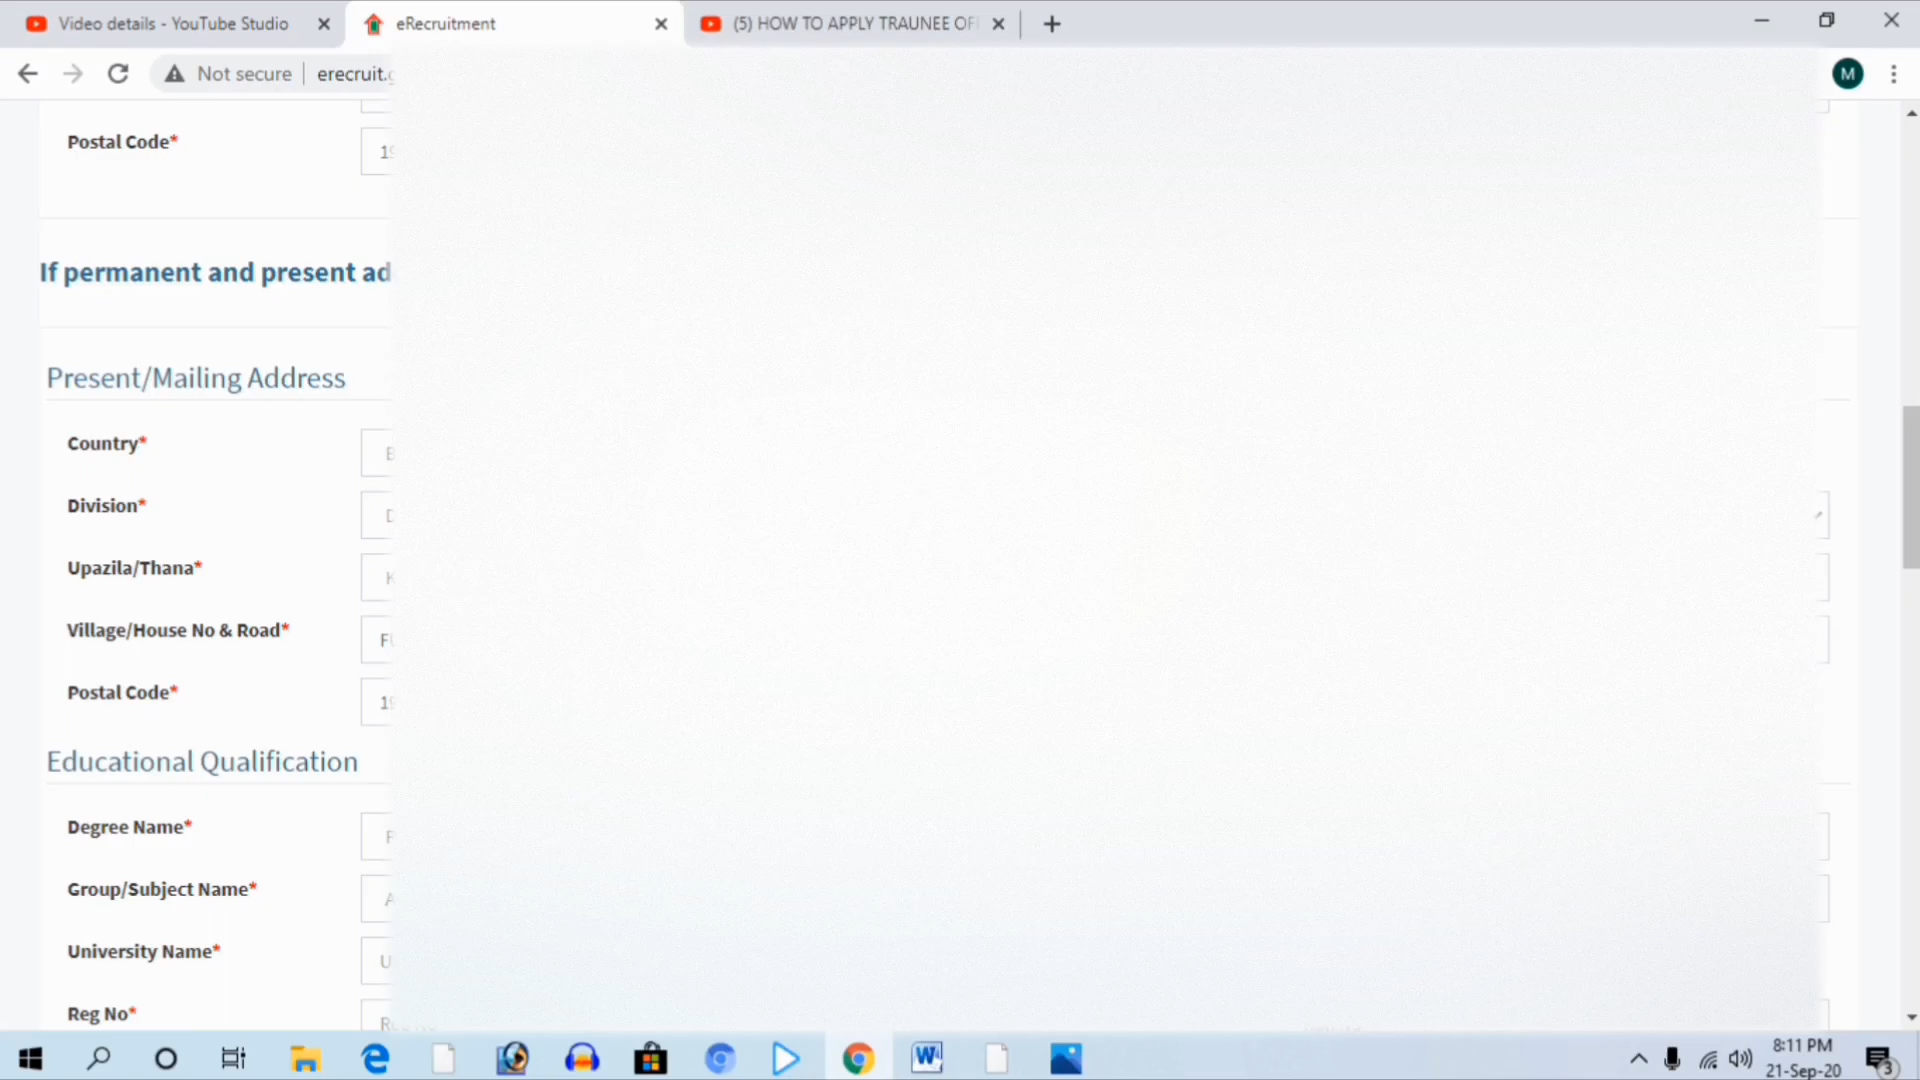 Video details - YouTube Studio
eRecruitment
(5) HOW TO APPLY TRAUNEE OF
Not secure
erecruit.
M
Postal Code*
If permanent and present ad
Present/Mailing Address
Country*
Division*
Upazila/Thana*
Village/House No & Road*
Postal Code*
Educational Qualification
Degree Name*
Group/Subject Name*
University Name*
Reg No*
8:11 PM
21-Sep-20
3